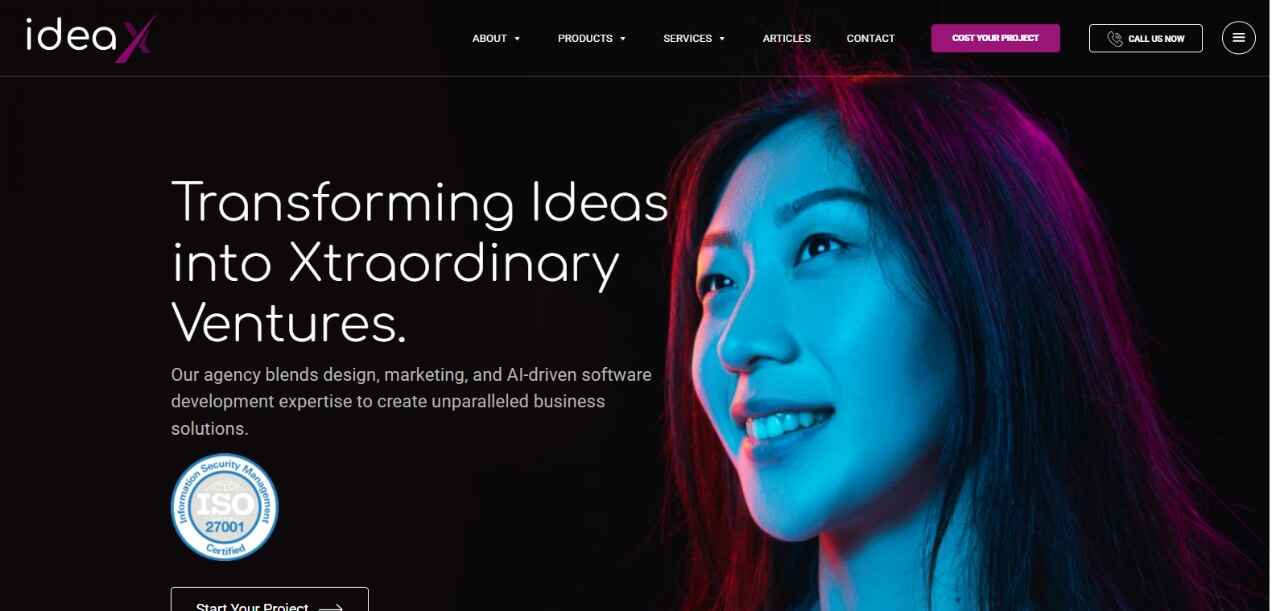 ideaX
ABOUT
PRODUCTS
SERVICES
ARTICLES
CONTACT
COST YOUR PROJECT
CALL US NOW
Transforming Ideas
into Xtraordinary
Ventures.
Our agency blends design, marketing, and AI-driven software
development expertise to create unparalleled business
solutions.
Information Security Management
ISO
27001
Certified
Start Your Project